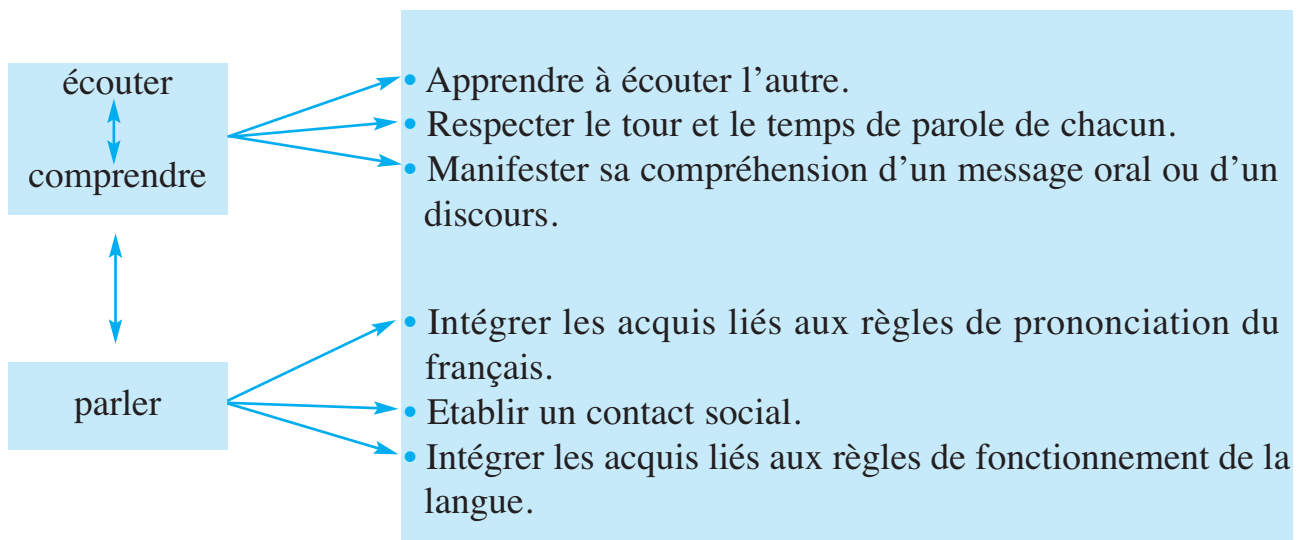 écouter
comprendre
• Apprendre à écouter l’autre.
• Respecter le tour et le temps de parole de chacun.
• Manifester sa compréhension d’un message oral ou d’un
discours.
parler
• Intégrer les acquis liés aux règles de prononciation du
français.
• Etablir un contact social.
• Intégrer les acquis liés aux règles de fonctionnement de la
langue.